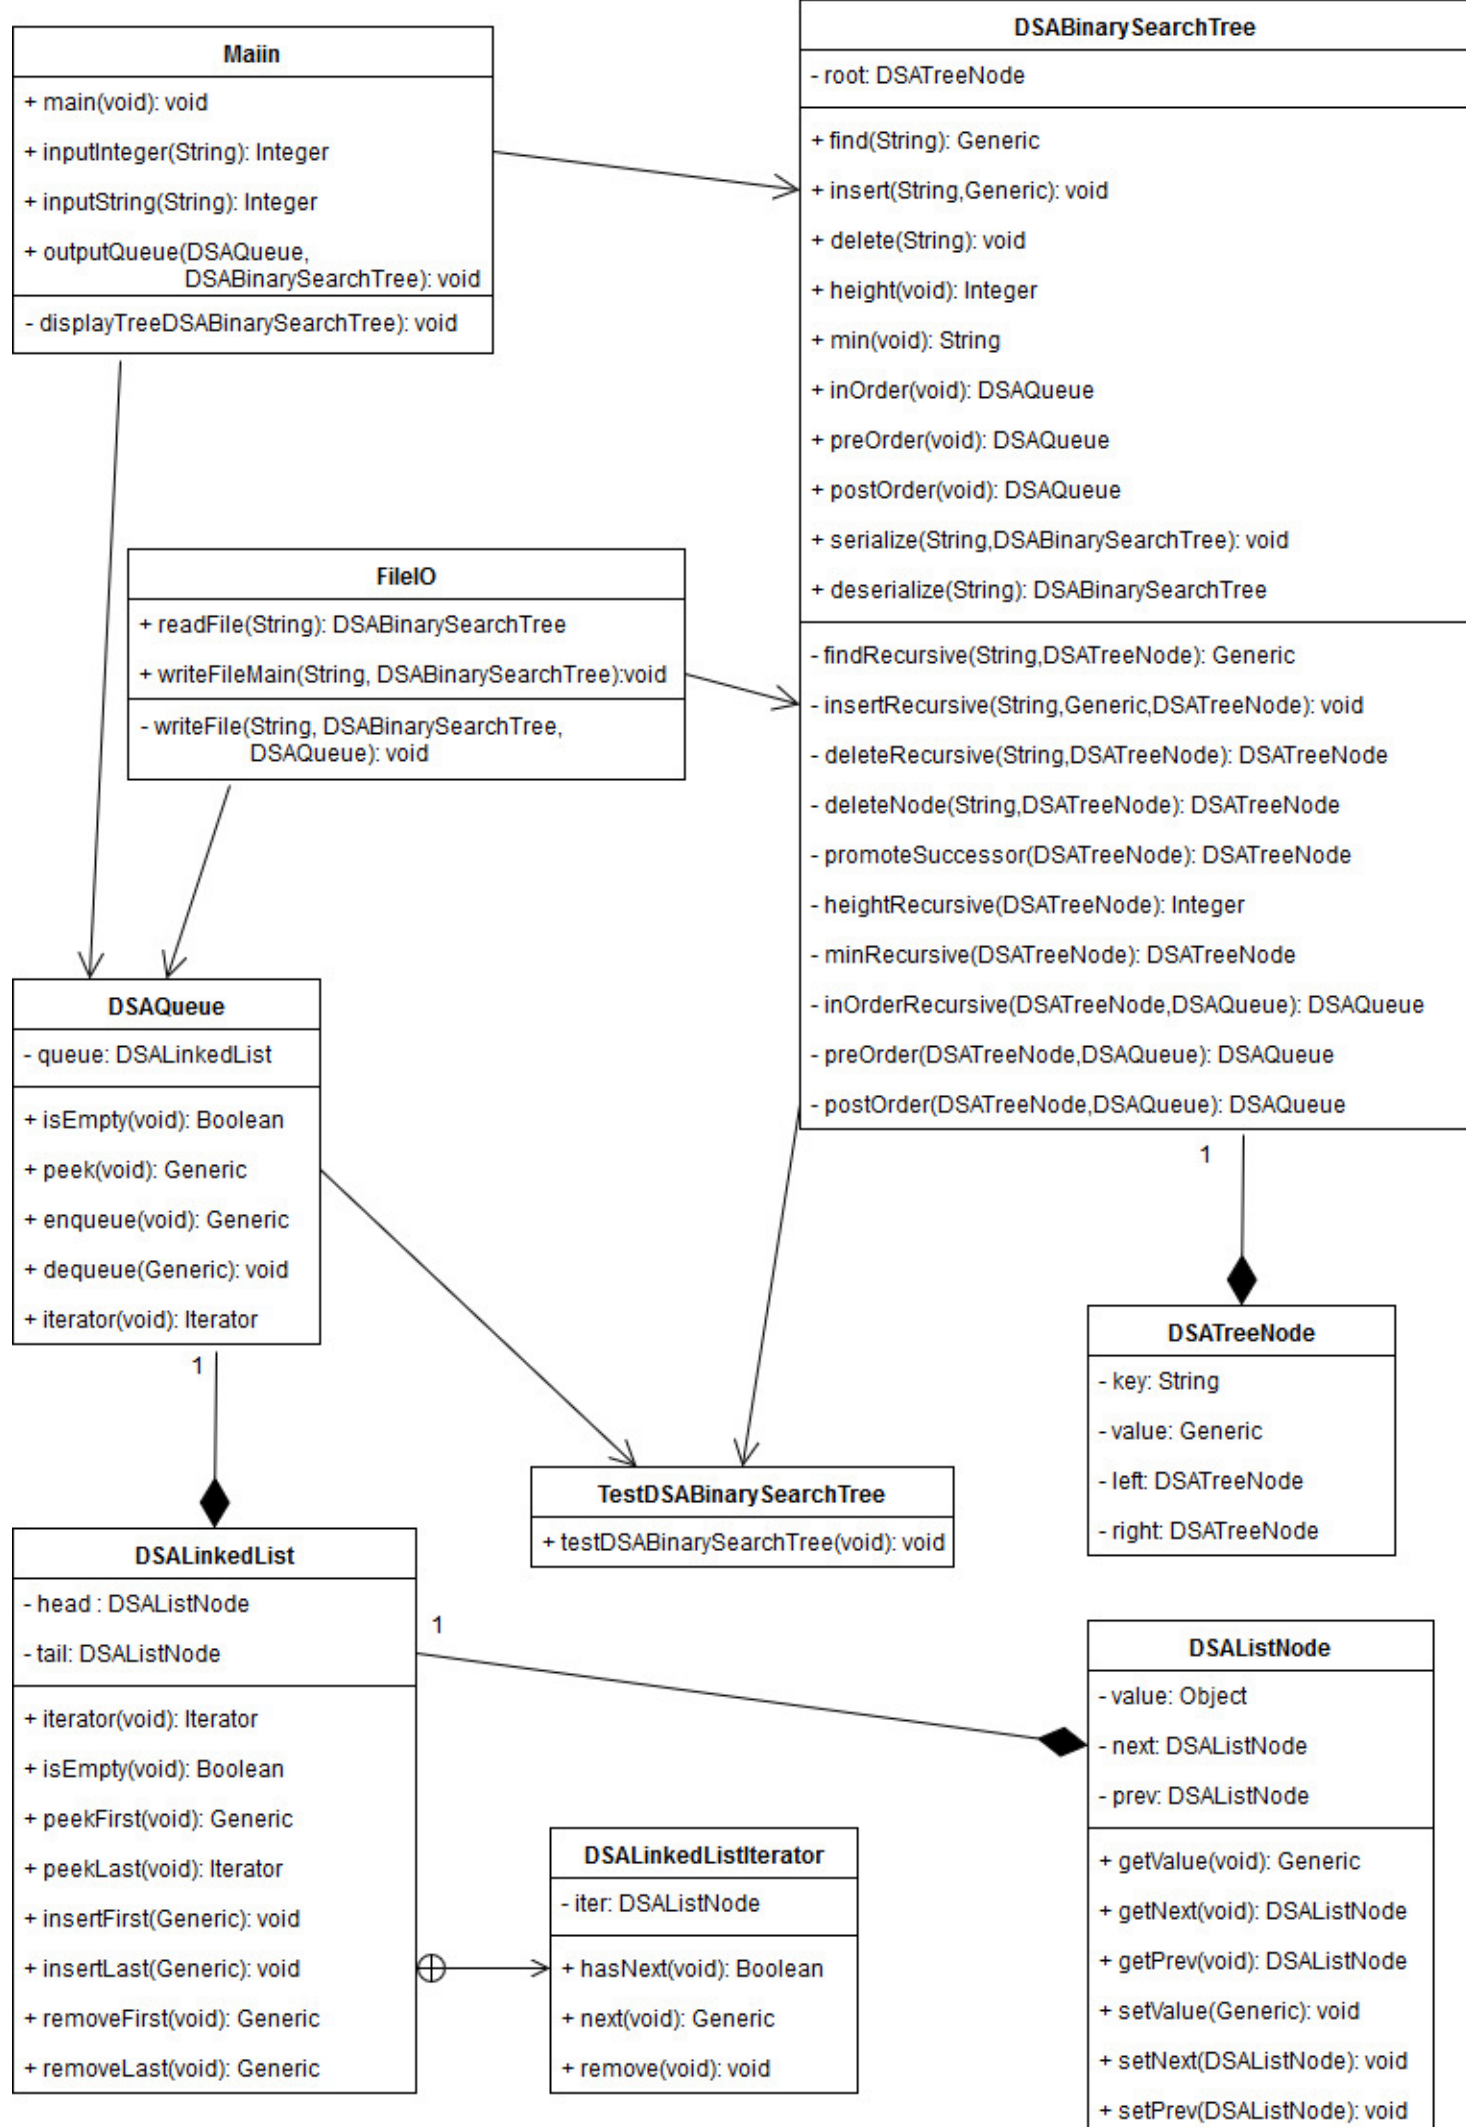 Maiin
+ main(void): void
+ inputInteger(String): Integer
+ inputString(String): Integer
+ outputQueue(DSAQueue,
DSABinarySearchTree): void
- displayTreeDSABinarySearchTree): void
DSABinarySearchTree
- root: DSATreeNode
+ find(String): Generic
+ insert(String,Generic): void
+ delete(String): void
+ height(void): Integer
+ min(void): String
+ inOrder(void): DSAQueue
+ preOrder(void): DSAQueue
+ postOrder(void): DSAQueue
+ serialize(String,DSABinarySearchTree): void
+ deserialize(String): DSABinarySearchTree
- findRecursive(String,DSATreeNode): Generic
- insertRecursive(String,Generic,DSATreeNode): void
- deleteRecursive(String,DSATreeNode): DSATreeNode
- deleteNode(String,DSATreeNode): DSATreeNode
- promoteSuccessor(DSATreeNode): DSATreeNode
- heightRecursive(DSATreeNode): Integer
- minRecursive(DSATreeNode): DSATreeNode
- inOrderRecursive(DSATreeNode,DSAQueue): DSAQueue
- preOrder(DSATreeNode,DSAQueue): DSAQueue
- postOrder(DSATreeNode,DSAQueue): DSAQueue
1
FileIO
+ readFile(String): DSABinarySearchTree
+ writeFileMain(String, DSABinarySearchTree):void
- writeFile(String, DSABinarySearchTree,
DSAQueue): void
DSAQueue
- queue: DSALinkedList
+ isEmpty(void): Boolean
+ peek(void): Generic
+ enqueue(void): Generic
+ dequeue(Generic): void
+ iterator(void): Iterator
1
DSATreeNode
- key: String
- value: Generic
- left: DSATreeNode
- right: DSATreeNode
TestDSABinarySearchTree
+ testDSABinarySearchTree(void): void
DSALinkedList
- head : DSAListNode
- tail: DSAListNode
+ iterator(void): Iterator
+ isEmpty(void): Boolean
+ peekFirst(void): Generic
+ peekLast(void): Iterator
+ insertFirst(Generic): void
+ insertLast(Generic): void
+ removeFirst(void): Generic
+ removeLast(void): Generic
1
DSALinkedListIterator
- iter: DSAListNode
+ hasNext(void): Boolean
+ next(void): Generic
+ remove(void): void
DSAListNode
- value: Object
- next: DSAListNode
- prev: DSAListNode
+ getValue(void): Generic
+ getNext(void): DSAListNode
+ getPrev(void): DSAListNode
+ setValue(Generic): void
+ setNext(DSAListNode): void
+ setPrev(DSAListNode): void